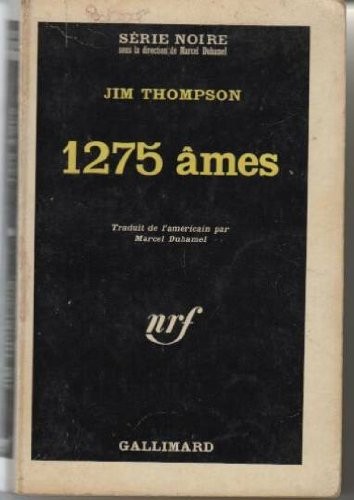 SÉRIE NOIRE
sous la direction de Marcel Duhamel
JIM THOMPSON
1275 âmes
Traduit de l'américain par
Marcel Duhamel
nrf
GALLIMARD